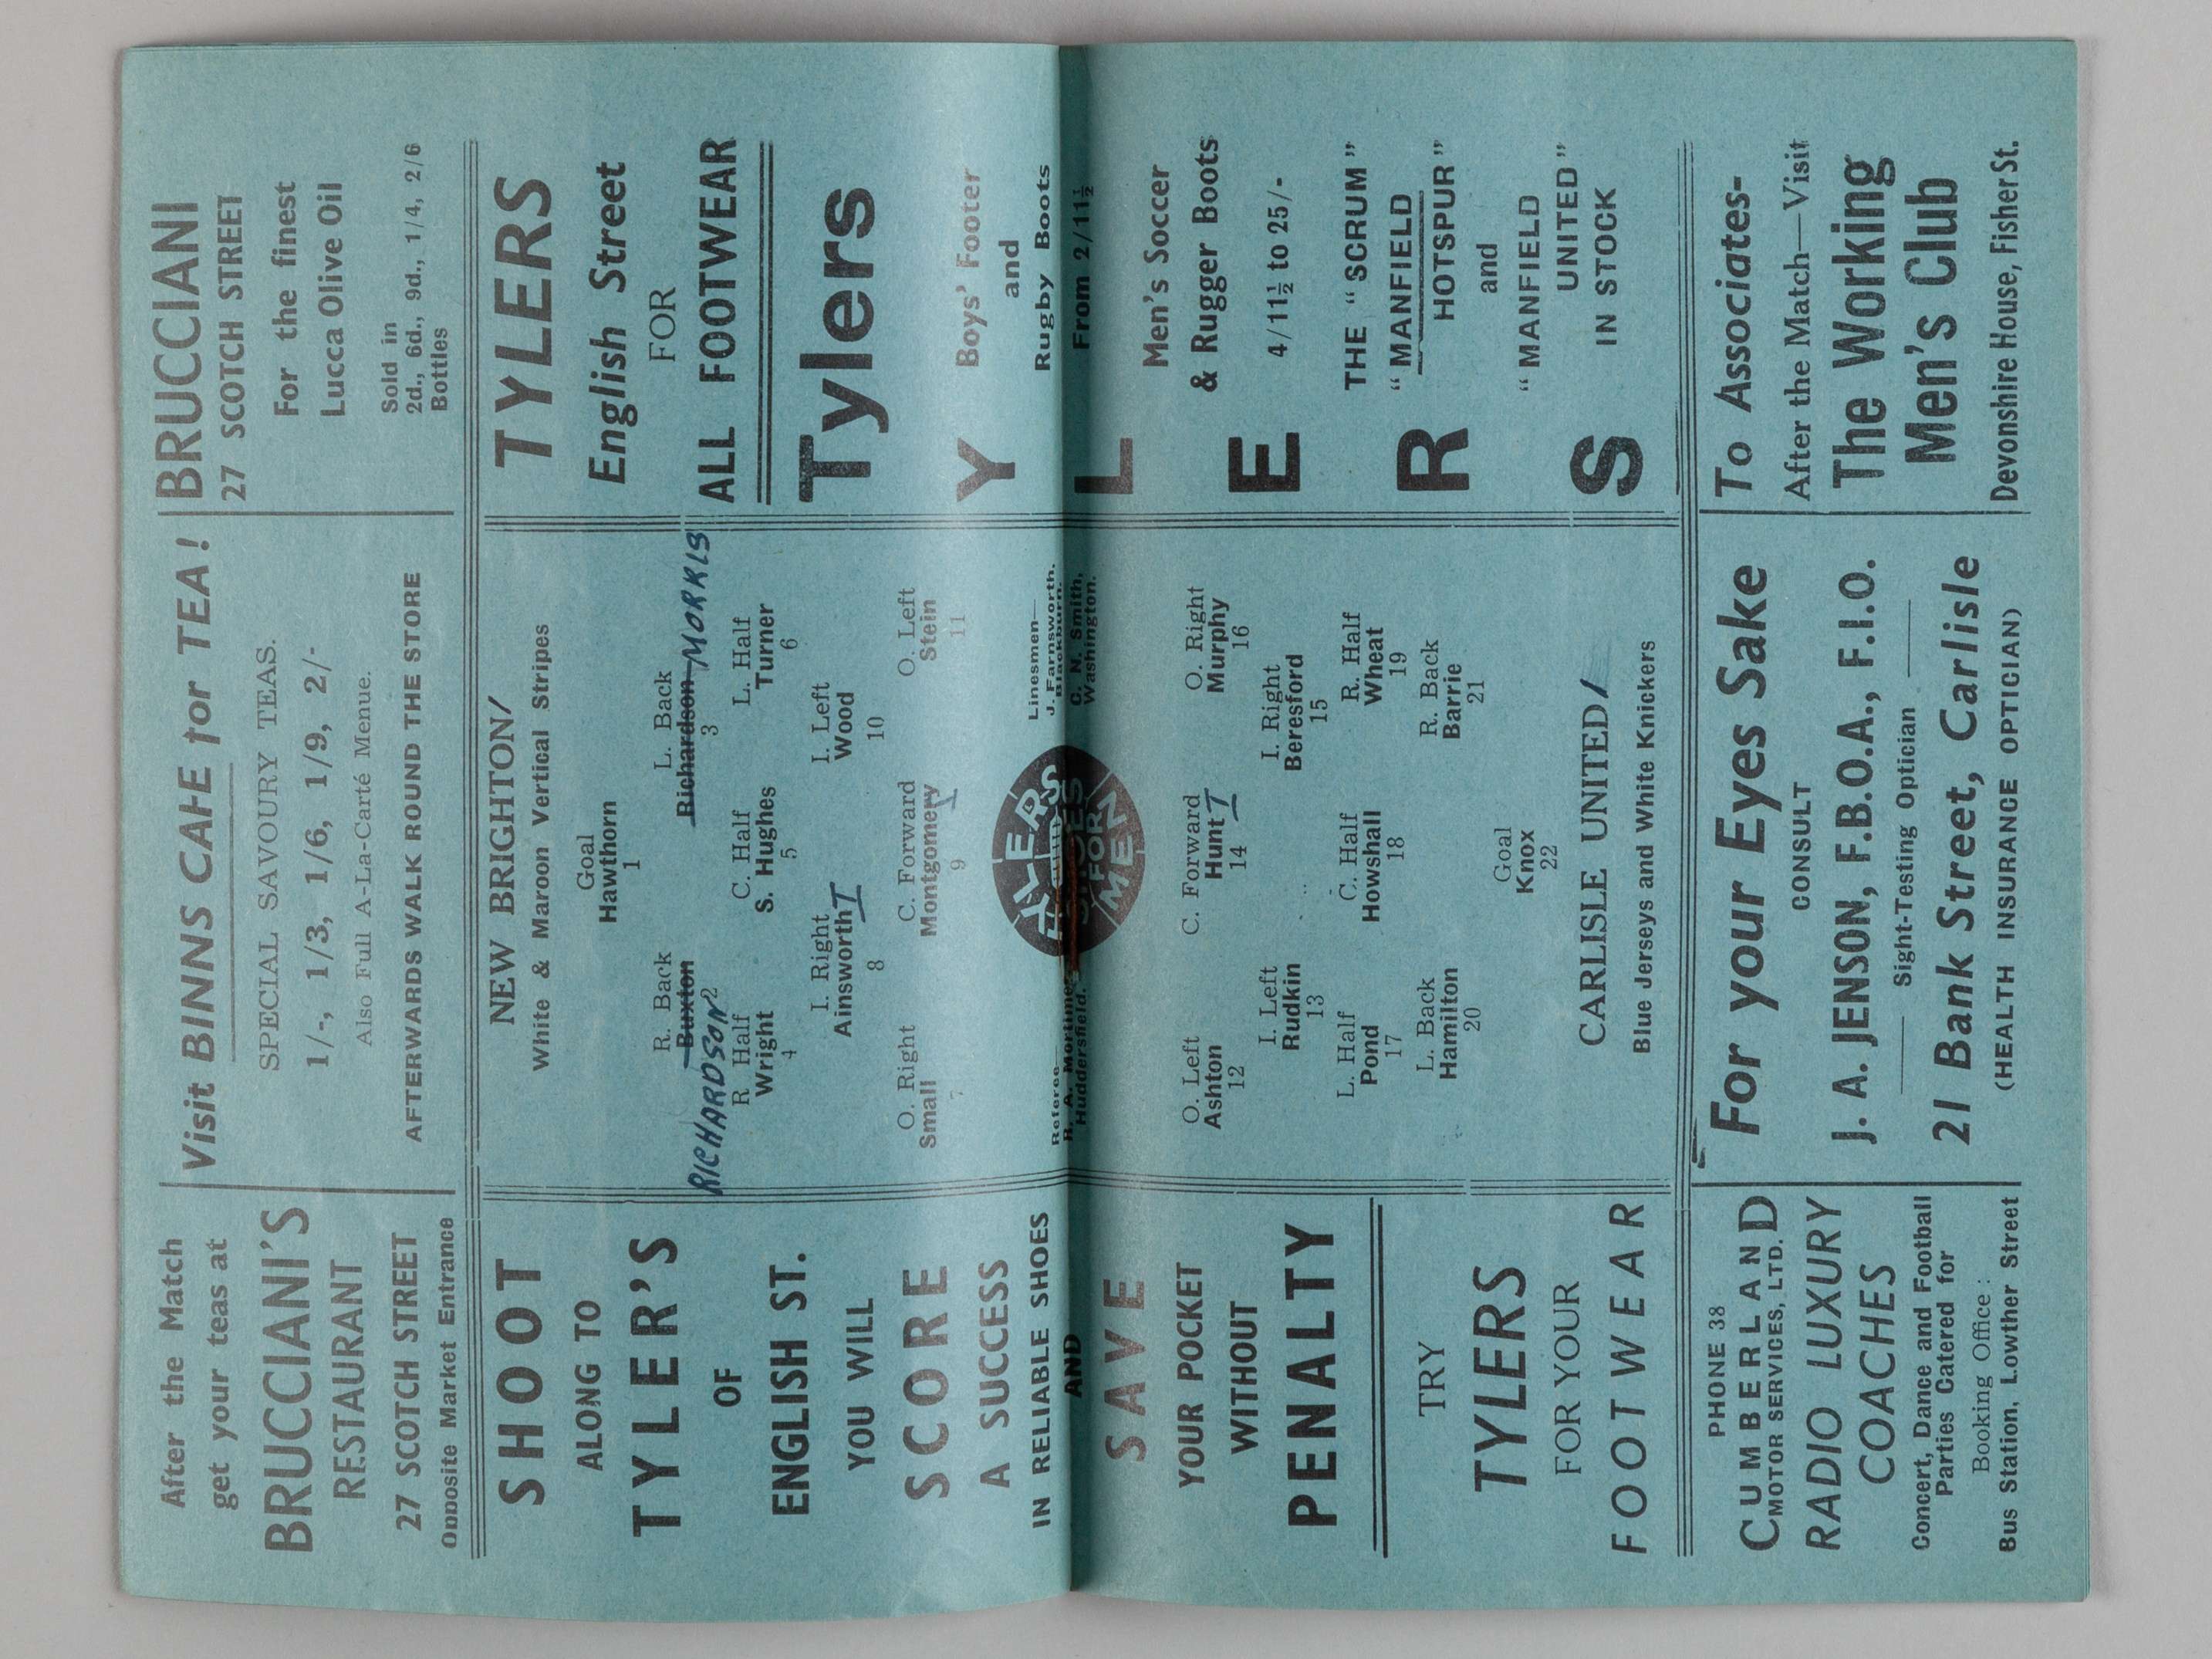 After the Match
get your teas at
BRUCCIANI'S
RESTAURANT
27 SCOTCH STREET
Opposite Market Entrance
Visit BINNS CAFE for TEA!
SPECIAL SAVOURY TEAS.
1/-, 1/3, 1/6, 1/9, 2/-
Also Full A-La-Carté Menue.
AFTERWARDS WALK ROUND THE STORE
BRUCCIANI
27 SCOTCH STREET
For the finest
Lucca Olive Oil
Sold in
2d., 6d., 9d., 1/4, 2/6
Bottles
SHOOT
ALONG TO
TYLER'S
OF
ENGLISH ST.
YOU WILL
SCORE
A SUCCESS
IN RELIABLE SHOES
AND
SAVE
YOUR POCKET
WITHOUT
PENALTY
TRY
TYLERS
FOR YOUR
FOOTWEAR
NEW BRIGHTON/
White & Maroon Vertical Stripes
Goal
Hawthorn
1
R. Back L. Back
Buxton Richardson MORRIS
RICHARDSON 2 3
R Half C. Half L. Half
Wright S. Hughes Turner
4 5 6
I. Right I. Left
Ainsworth I Wood
8 10
O. Right C. Forward O. Left
Small Montgomery I Stein
7 9 11
Referee—
R. A. Mortimer
Huddersfield.
TYLERS
SHOES
FOR
MEN
Linesmen—
J. Farnsworth.
Blackburn.
C. N. Smith,
Washington.
O. Left C. Forward O. Right
Ashton Hunt I Murphy
12 14 16
I. Left I. Right
Rudkin Beresford
13 15
L. Half C. Half R. Half
Pond Howshall Wheat
17 18 19
L. Back R. Back
Hamilton Barrie
20 21
Goal
Knox
22
CARLISLE UNITED/
Blue Jerseys and White Knickers
TYLERS
English Street
FOR
ALL FOOTWEAR
Tylers
Y Boys' Footer
and
Rugby Boots
L From 2/11½
Men's Soccer
& Rugger Boots
E 4/11½ to 25/-
THE "SCRUM"
R "MANFIELD
HOTSPUR"
and
"MANFIELD
UNITED"
S IN STOCK
PHONE 38
CUMBERLAND
MOTOR SERVICES, LTD.
RADIO LUXURY
COACHES
Concert, Dance and Football
Parties Catered for
Booking Office:
Bus Station, Lowther Street
For your Eyes Sake
CONSULT
J. A. JENSON, F.B.O.A., F.I.O.
Sight-Testing Optician
21 Bank Street, Carlisle
(HEALTH INSURANCE OPTICIAN)
To Associates-
After the Match—Visit
The Working
Men's Club
Devonshire House, Fisher St.